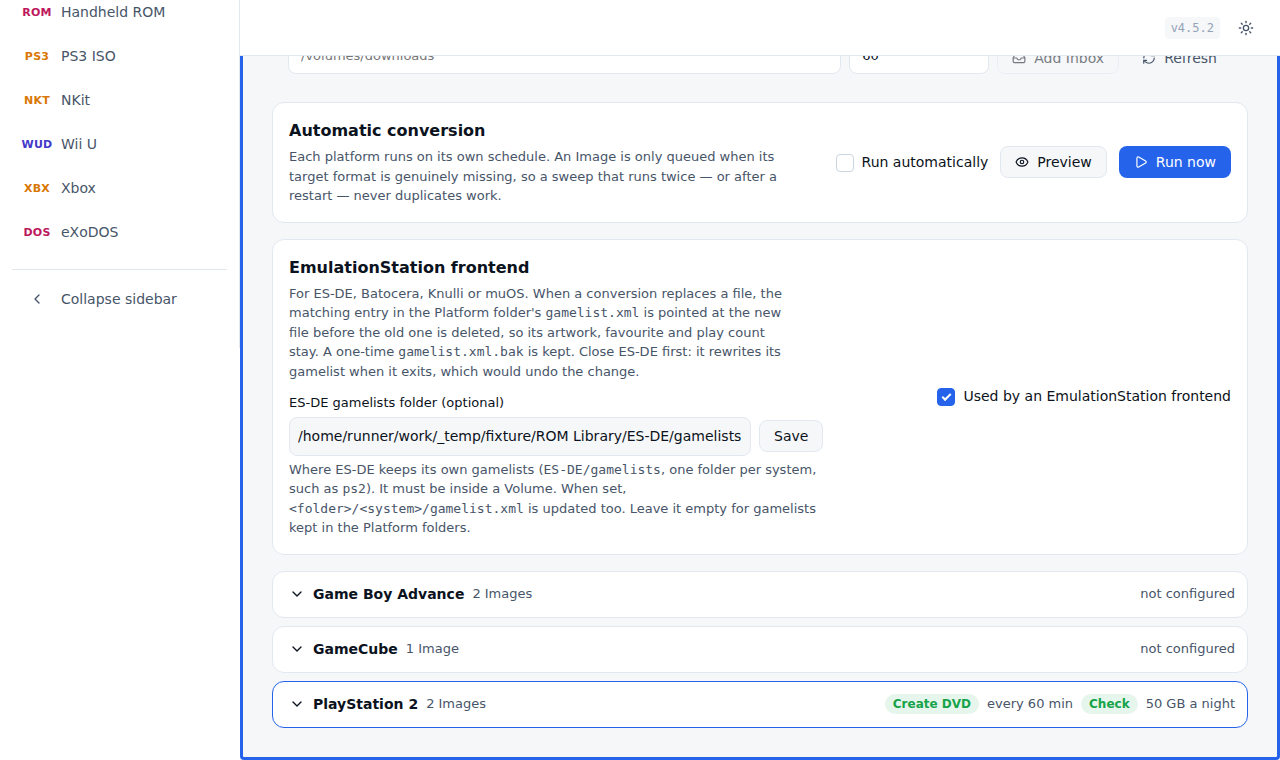 ROM Handheld ROM
PS3 PS3 ISO
NKT NKit
WUD Wii U
XBX Xbox
DOS eXoDOS
Collapse sidebar
v4.5.2
/volumes/downloads
60
Add Inbox
Refresh
Automatic conversion
Each platform runs on its own schedule. An Image is only queued when its
target format is genuinely missing, so a sweep that runs twice — or after a
restart — never duplicates work.
Run automatically
Preview
Run now
EmulationStation frontend
For ES-DE, Batocera, Knulli or muOS. When a conversion replaces a file, the
matching entry in the Platform folder's gamelist.xml is pointed at the new
file before the old one is deleted, so its artwork, favourite and play count
stay. A one-time gamelist.xml.bak is kept. Close ES-DE first: it rewrites its
gamelist when it exits, which would undo the change.
ES-DE gamelists folder (optional)
/home/runner/work/_temp/fixture/ROM Library/ES-DE/gamelists
Save
Where ES-DE keeps its own gamelists (ES-DE/gamelists, one folder per system,
such as ps2). It must be inside a Volume. When set,
<folder>/<system>/gamelist.xml is updated too. Leave it empty for gamelists
kept in the Platform folders.
Used by an EmulationStation frontend
Game Boy Advance 2 Images not configured
GameCube 1 Image not configured
PlayStation 2 2 Images Create DVD every 60 min Check 50 GB a night